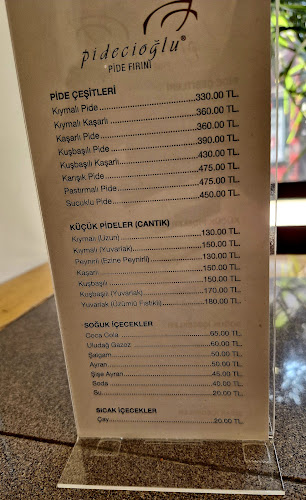 pidecioğlu®
PİDE FIRINI
PİDE ÇEŞİTLERİ
Kıymalı Pide 330.00 TL.
Kıymalı Kaşarlı 360.00 TL.
Kaşarlı Pide 360.00 TL.
Kuşbaşılı Pide 390.00 TL.
Kuşbaşılı Kaşarlı 430.00 TL.
Karışık Pide 475.00 TL.
Pastırmalı Pide 475.00 TL.
Sucuklu Pide 450.00 TL.
KÜÇÜK PİDELER (CANTIK)
Kıymalı (Uzun) 130.00 TL.
Kıymalı (Yuvarlak) 150.00 TL.
Peynirli (Ezine Peynirli) 130.00 TL.
Kaşarlı 150.00 TL.
Kuşbaşılı 150.00 TL.
Kuşbaşılı (Yuvarlak) 170.00 TL.
Yuvarlak (Üzümü Fıstıklı) 180.00 TL.
SOĞUK İÇECEKLER
Coca Cola 65.00 TL.
Uludağ Gazoz 60.00 TL.
Şalgam 50.00 TL.
Ayran 50.00 TL.
Şişe Ayran 45.00 TL.
Soda 40.00 TL.
Su 20.00 TL.
SICAK İÇECEKLER
Çay 20.00 TL.